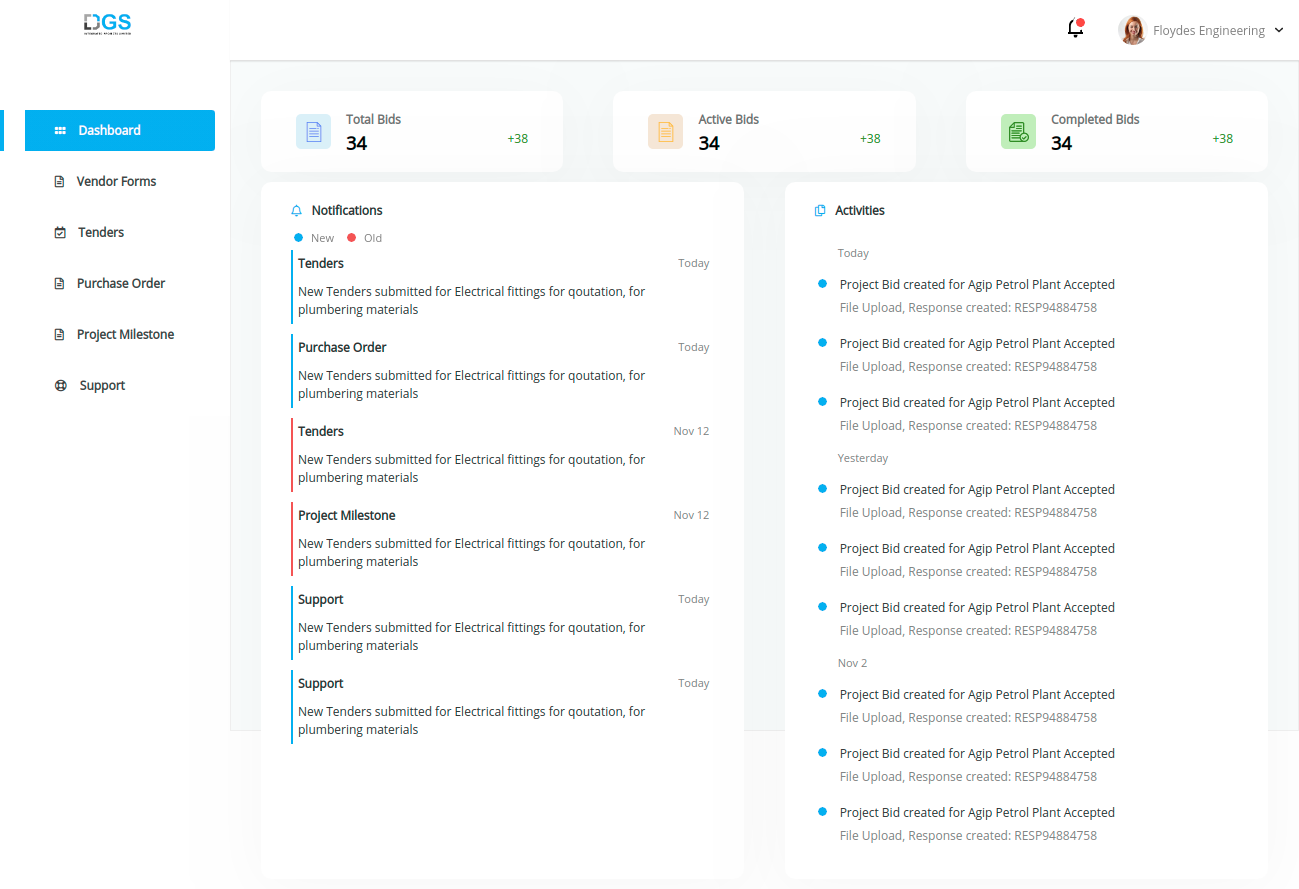 DGS
Floydes Engineering
Dashboard
Vendor Forms
Tenders
Purchase Order
Project Milestone
Support
Total Bids
34
+38
Active Bids
34
+38
Completed Bids
34
+38
Notifications
New Old
Tenders Today
New Tenders submitted for Electrical fittings for qoutation, for
plumbering materials
Purchase Order Today
New Tenders submitted for Electrical fittings for qoutation, for
plumbering materials
Tenders Nov 12
New Tenders submitted for Electrical fittings for qoutation, for
plumbering materials
Project Milestone Nov 12
New Tenders submitted for Electrical fittings for qoutation, for
plumbering materials
Support Today
New Tenders submitted for Electrical fittings for qoutation, for
plumbering materials
Support Today
New Tenders submitted for Electrical fittings for qoutation, for
plumbering materials
Activities
Today
Project Bid created for Agip Petrol Plant Accepted
File Upload, Response created: RESP94884758
Project Bid created for Agip Petrol Plant Accepted
File Upload, Response created: RESP94884758
Project Bid created for Agip Petrol Plant Accepted
File Upload, Response created: RESP94884758
Yesterday
Project Bid created for Agip Petrol Plant Accepted
File Upload, Response created: RESP94884758
Project Bid created for Agip Petrol Plant Accepted
File Upload, Response created: RESP94884758
Project Bid created for Agip Petrol Plant Accepted
File Upload, Response created: RESP94884758
Nov 2
Project Bid created for Agip Petrol Plant Accepted
File Upload, Response created: RESP94884758
Project Bid created for Agip Petrol Plant Accepted
File Upload, Response created: RESP94884758
Project Bid created for Agip Petrol Plant Accepted
File Upload, Response created: RESP94884758